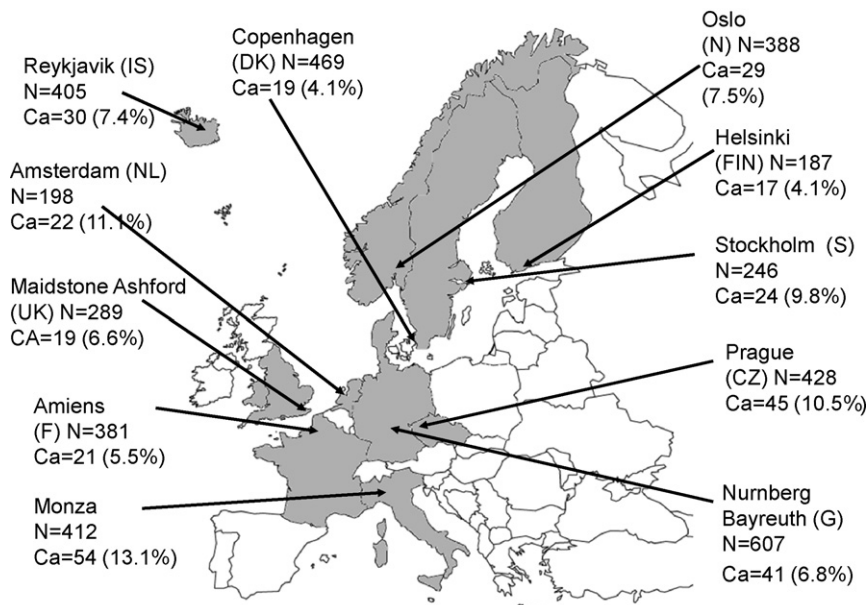 Reykjavik (IS)
N=405
Ca=30 (7.4%)
Copenhagen
(DK) N=469
Ca=19 (4.1%)
Oslo
(N) N=388
Ca=29
(7.5%)
Amsterdam (NL)
N=198
Ca=22 (11.1%)
Helsinki
(FIN) N=187
Ca=17 (4.1%)
Maidstone Ashford
(UK) N=289
CA=19 (6.6%)
Stockholm (S)
N=246
Ca=24 (9.8%)
Amiens
(F) N=381
Ca=21 (5.5%)
Prague
(CZ) N=428
Ca=45 (10.5%)
Monza
N=412
Ca=54 (13.1%)
Nurnberg
Bayreuth (G)
N=607
Ca=41 (6.8%)